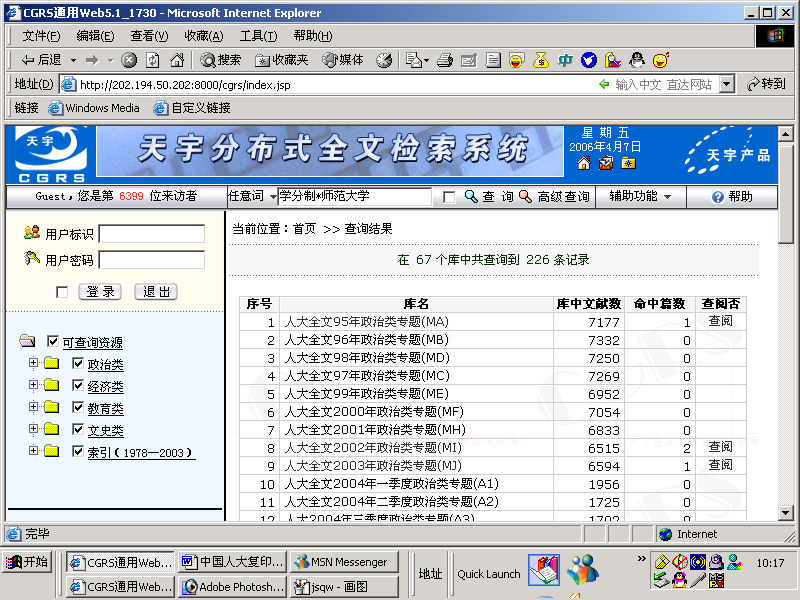 CGRS通用Web5.1_1730 - Microsoft Internet Explorer
文件(F) 编辑(E) 查看(V) 收藏(A) 工具(T) 帮助(H)
后退 搜索 收藏夹 媒体
地址(D) http://202.194.50.202:8000/cgrs/index.jsp 输入中文 直达网站 转到
链接 Windows Media 自定义链接
天宇 CGRS 天宇分布式全文检索系统 星期五 2006年4月7日 天宇产品
Guest,您是第 6399 位来访者 任意词 学分制*师范大学 查 询 高级查询 辅助功能 帮助
用户标识
用户密码
登 录 退 出
可查询资源
政治类
经济类
教育类
文史类
索引(1978—2003)
当前位置：首页 >> 查询结果
在 67 个库中共查询到 226 条记录
序号 库名 库中文献数 命中篇数 查阅否
1 人大全文95年政治类专题(MA) 7177 1 查阅
2 人大全文96年政治类专题(MB) 7332 0
3 人大全文98年政治类专题(MD) 7250 0
4 人大全文97年政治类专题(MC) 7269 0
5 人大全文99年政治类专题(ME) 6952 0
6 人大全文2000年政治类专题(MF) 7054 0
7 人大全文2001年政治类专题(MH) 6833 0
8 人大全文2002年政治类专题(MI) 6515 2 查阅
9 人大全文2003年政治类专题(MJ) 6594 1 查阅
10 人大全文2004年一季度政治类专题(A1) 1956 0
11 人大全文2004年二季度政治类专题(A2) 1725 0
12 人大2004年三季度政治类专题(A3) 1702 0
完毕 Internet
开始 CGRS通用Web... 中国人大复印... MSN Messenger 地址 Quick Launch 10:17
CGRS通用Web... Adobe Photosh... jsqw - 画图